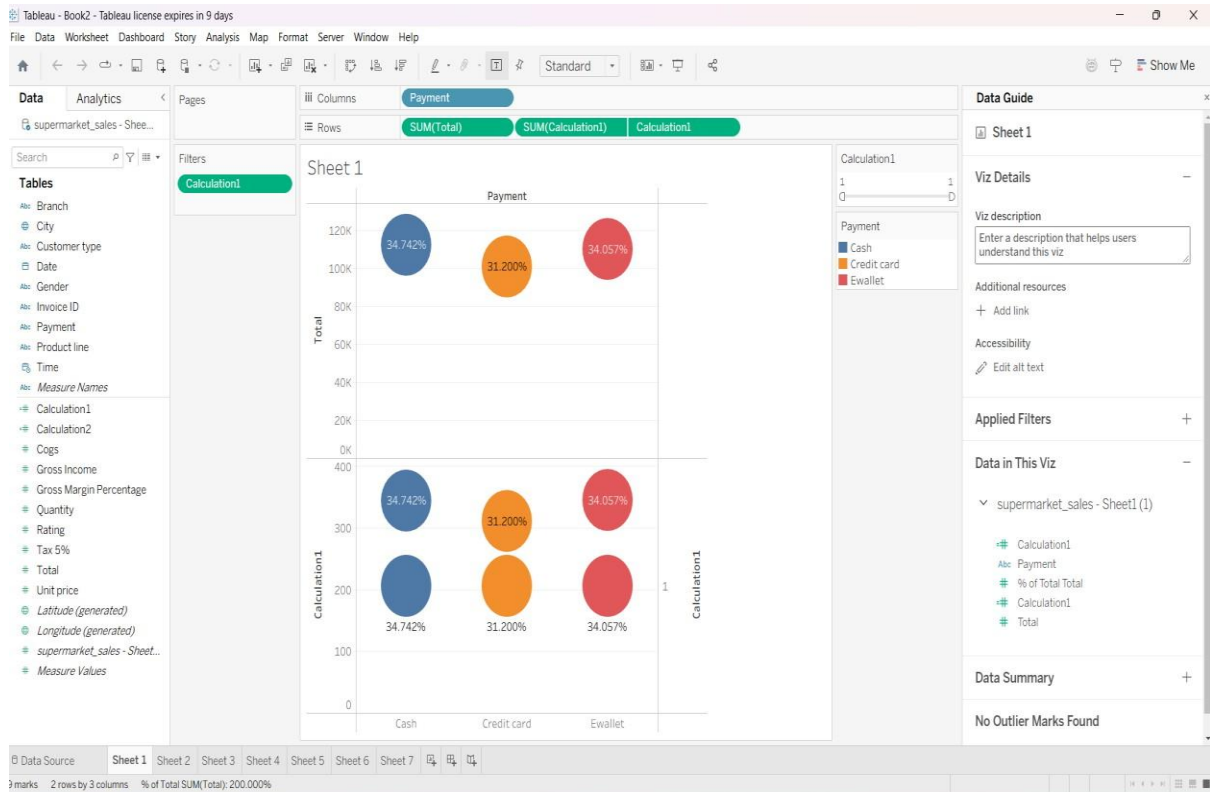 Tableau - Book2 - Tableau license expires in 9 days
File Data Worksheet Dashboard Story Analysis Map Format Server Window Help
Standard
Show Me
Data Analytics
supermarket_sales - Shee...
Search
Tables
Abc Branch
City
Abc Customer type
Date
Abc Gender
Abc Invoice ID
Abc Payment
Abc Product line
Time
Abc Measure Names
Calculation1
Calculation2
Cogs
Gross Income
Gross Margin Percentage
Quantity
Rating
Tax 5%
Total
Unit price
Latitude (generated)
Longitude (generated)
supermarket_sales - Sheet...
Measure Values
Pages
Filters
Calculation1
Columns Payment
Rows SUM(Total) SUM(Calculation1) Calculation1
Sheet 1
Payment
120K
100K
80K
60K
40K
20K
0K
Total
34.742% 31.200% 34.057%
400
300
200
100
0
Calculation1
34.742% 31.200% 34.057%
34.742% 31.200% 34.057%
1
Calculation1
Cash Credit card Ewallet
Calculation1
1 1
Payment
Cash
Credit card
Ewallet
Data Guide
Sheet 1
Viz Details
Viz description
Enter a description that helps users
understand this viz
Additional resources
Add link
Accessibility
Edit alt text
Applied Filters
Data in This Viz
supermarket_sales - Sheet1 (1)
Calculation1
Abc Payment
% of Total Total
Calculation1
Total
Data Summary
No Outlier Marks Found
Data Source Sheet 1 Sheet 2 Sheet 3 Sheet 4 Sheet 5 Sheet 6 Sheet 7
9 marks 2 rows by 3 columns % of Total SUM(Total): 200.000%